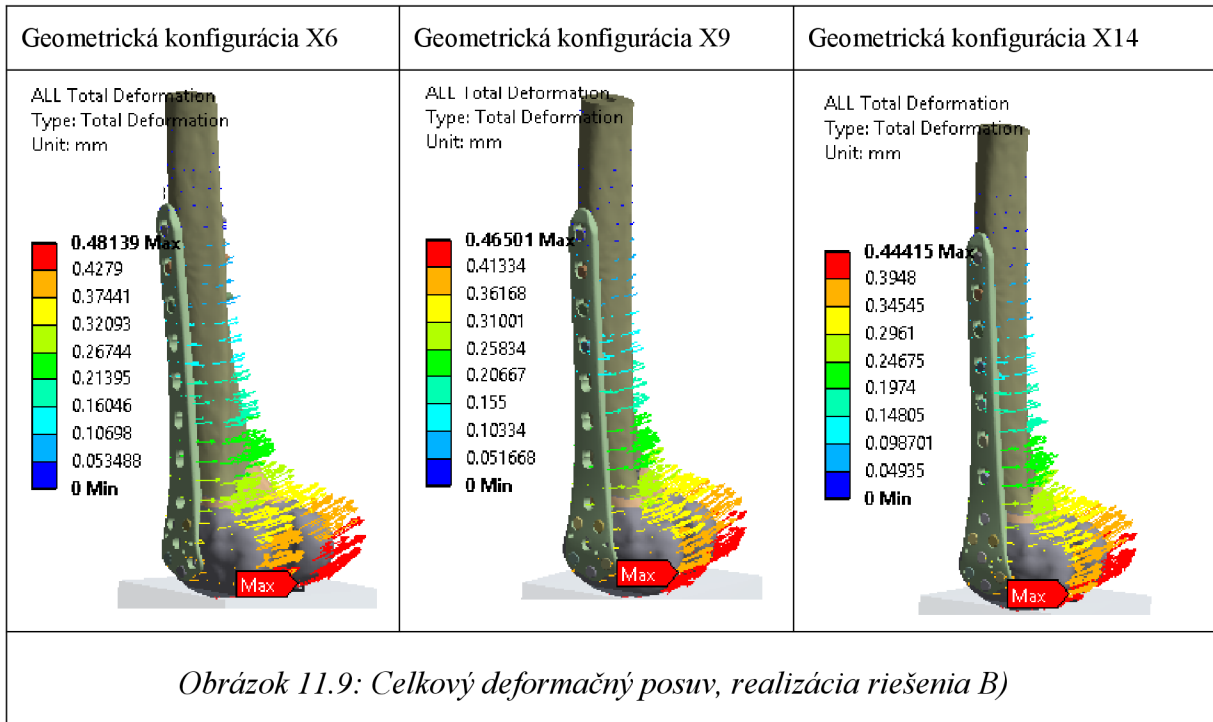 Geometrická konfigurácia X6
Geometrická konfigurácia X9
Geometrická konfigurácia X14
ALL Total Deformation
Type: Total Deformation
Unit: mm
0.48139 Max
0.4279
0.37441
0.32093
0.26744
0.21395
0.16046
0.10698
0.053488
0 Min
Max
ALL Total Deformation
Type: Total Deformation
Unit: mm
0.46501 Max
0.41334
0.36168
0.31001
0.25834
0.20667
0.155
0.10334
0.051668
0 Min
Max
ALL Total Deformation
Type: Total Deformation
Unit: mm
0.44415 Max
0.3948
0.34545
0.2961
0.24675
0.1974
0.14805
0.098701
0.04935
0 Min
Max
Obrázok 11.9: Celkový deformačný posuv, realizácia riešenia B)